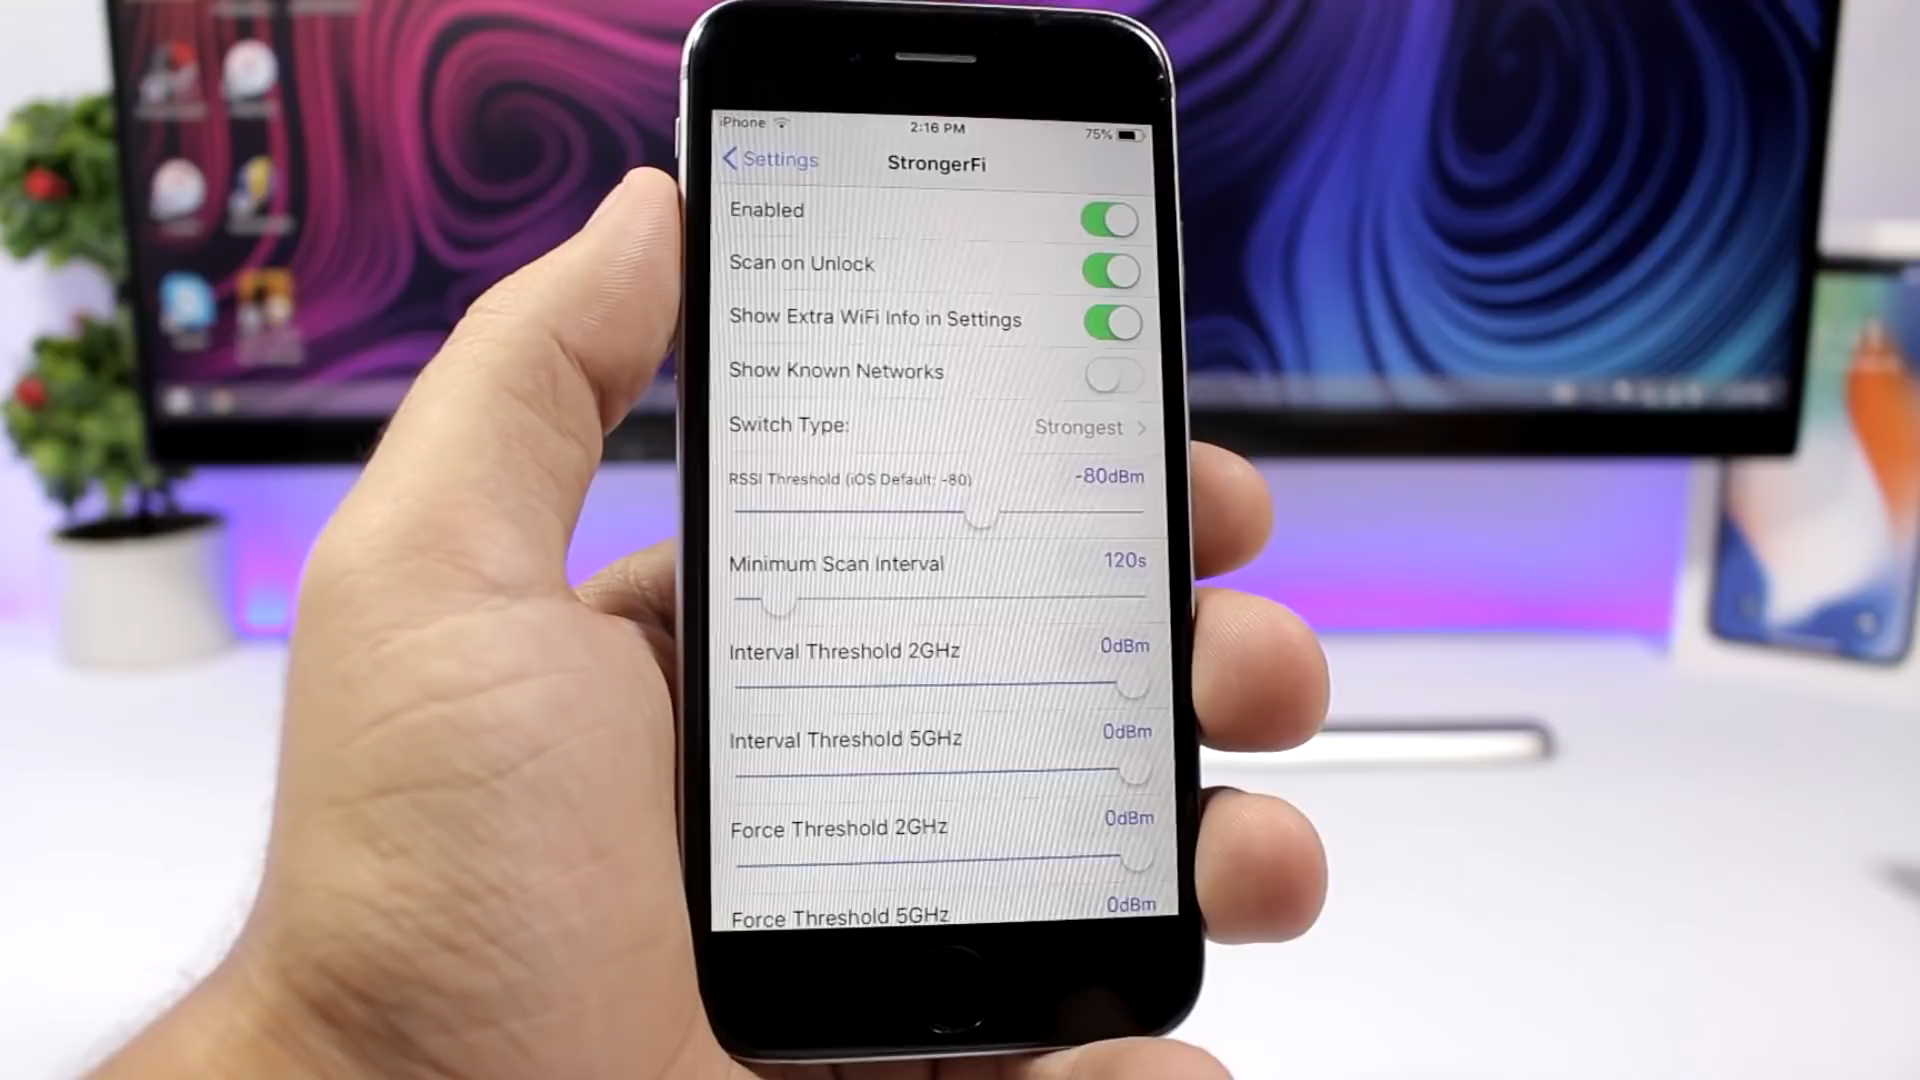 iPhone 2:16 PM 75%
Settings StrongerFi
Enabled
Scan on Unlock
Show Extra WiFi Info in Settings
Show Known Networks
Switch Type: Strongest
RSSI Threshold (iOS Default: -80) -80dBm
Minimum Scan Interval 120s
Interval Threshold 2GHz 0dBm
Interval Threshold 5GHz 0dBm
Force Threshold 2GHz 0dBm
Force Threshold 5GHz 0dBm